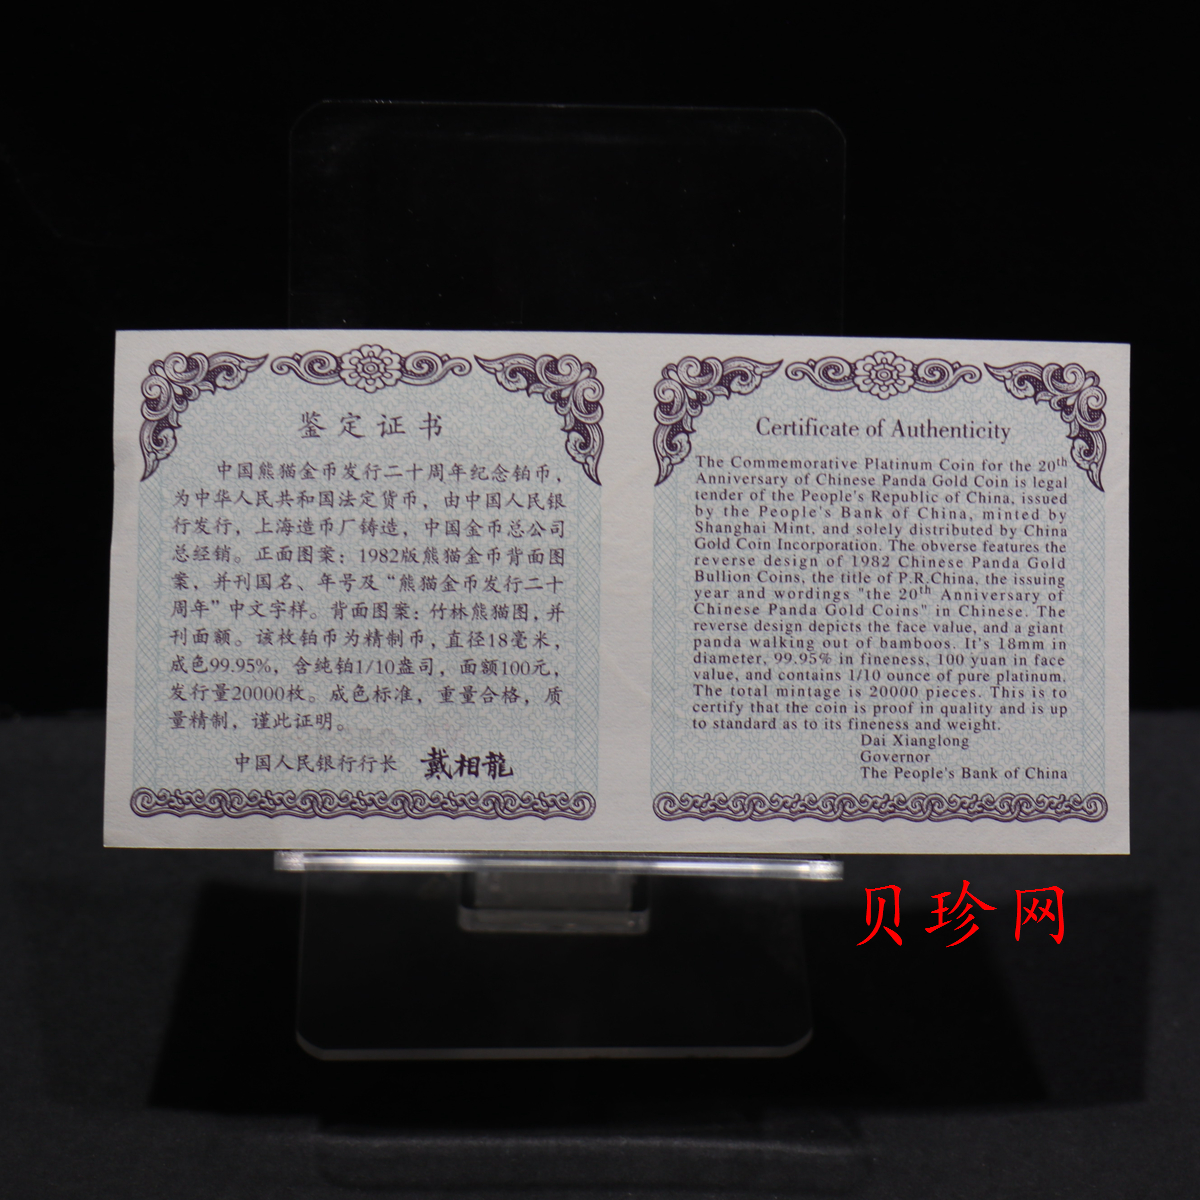 鉴定证书
中国熊猫金币发行二十周年纪念铂币，
为中华人民共和国法定货币，由中国人民银
行发行，上海造币厂铸造，中国金币总公司
总经销。正面图案：1982版熊猫金币背面图
案，并刊国名、年号及“熊猫金币发行二十
周年”中文字样。背面图案：竹林熊猫图，并
刊面额。该枚铂币为精制币，直径18毫米，
成色99.95%，含纯铂1/10盎司，面额100元，
发行量20000枚。成色标准，重量合格，质
量精制，谨此证明。
中国人民银行行长 戴相龍
Certificate of Authenticity
The Commemorative Platinum Coin for the 20th
Anniversary of Chinese Panda Gold Coin is legal
tender of the People's Republic of China, issued
by the People's Bank of China, minted by
Shanghai Mint, and solely distributed by China
Gold Coin Incorporation. The obverse features the
reverse design of 1982 Chinese Panda Gold
Bullion Coins, the title of P.R.China, the issuing
year and wordings "the 20th Anniversary of
Chinese Panda Gold Coins" in Chinese. The
reverse design depicts the face value, and a giant
panda walking out of bamboos. It's 18mm in
diameter, 99.95% in fineness, 100 yuan in face
value, and contains 1/10 ounce of pure platinum.
The total mintage is 20000 pieces. This is to
certify that the coin is proof in quality and is up
to standard as to its fineness and weight.
Dai Xianglong
Governor
The People's Bank of China
贝珍网